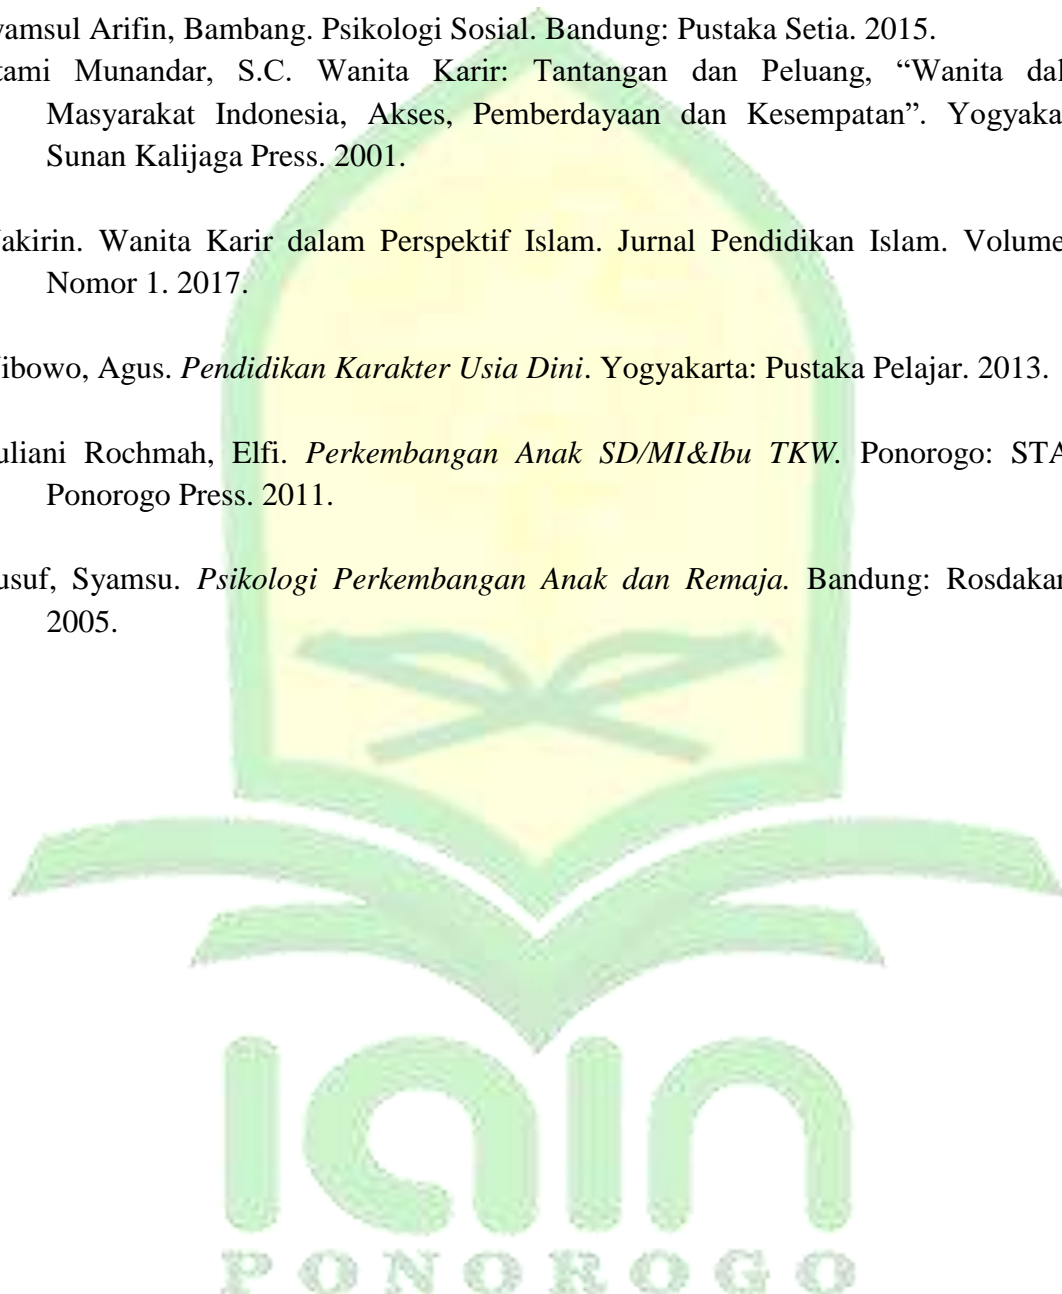 yamsul Arifin, Bambang. Psikologi Sosial. Bandung: Pustaka Setia. 2015.
tami Munandar, S.C. Wanita Karir: Tantangan dan Peluang, “Wanita dal
Masyarakat Indonesia, Akses, Pemberdayaan dan Kesempatan”. Yogyaka
Sunan Kalijaga Press. 2001.
akirin. Wanita Karir dalam Perspektif Islam. Jurnal Pendidikan Islam. Volume
Nomor 1. 2017.
ibowo, Agus. Pendidikan Karakter Usia Dini. Yogyakarta: Pustaka Pelajar. 2013.
uliani Rochmah, Elfi. Perkembangan Anak SD/MI&Ibu TKW. Ponorogo: STA
Ponorogo Press. 2011.
usuf, Syamsu. Psikologi Perkembangan Anak dan Remaja. Bandung: Rosdakar
2005.
iain
PONOROGO